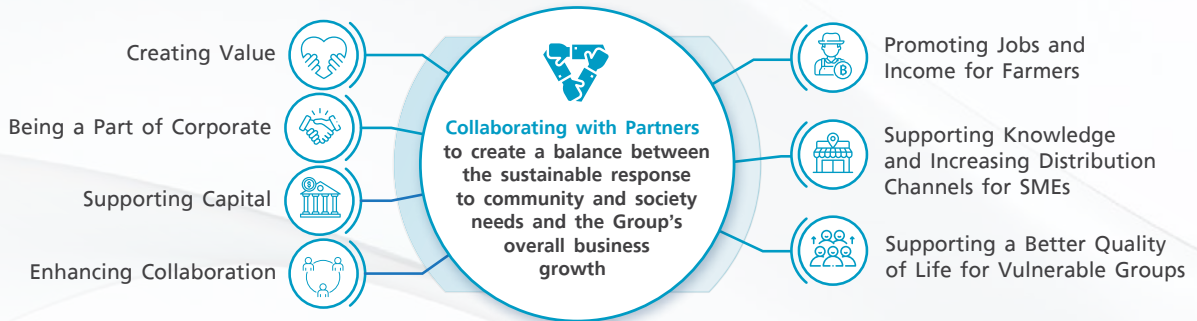 Creating Value
Being a Part of Corporate
Supporting Capital
Enhancing Collaboration
Collaborating with Partners
to create a balance between
the sustainable response
to community and society
needs and the Group's
overall business
growth
Promoting Jobs and
Income for Farmers
Supporting Knowledge
and Increasing Distribution
Channels for SMEs
Supporting a Better Quality
of Life for Vulnerable Groups